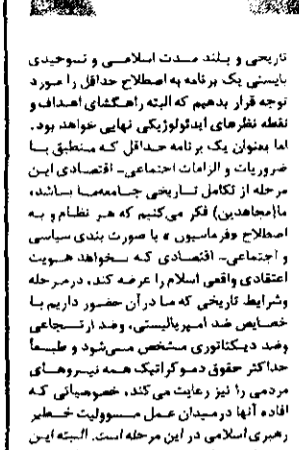 تاریخی و بلند مدت اسلامی و توحیدی
بایستی یک برنامه به اصطلاح حداقل را مورد
توجه قرار بدهیم که البته راهگشای اهداف و
نقطه نظرهای ایدئولوژیکی نهایی خواهد بود.
اما بعنوان یک برنامه حداقل که منطبق با
ضروریات و الزامات اجتماعی- اقتصادی این
مرحله از تکامل تاریخی جامعه‌ما باشد،
ما(مجاهدین) فکر می‌کنیم که هر نظام و به
اصطلاح «فرماسیون» با صورت بندی سیاسی
و اجتماعی- اقتصادی که بخواهد هویت
اعتقادی واقعی اسلام را عرضه کند، در مرحله
وشرایط تاریخی که ما در آن حضور داریم با
خصایص ضد امپریالیستی، وضد ارتجاعی
وضد دیکتاتوری مشخص می‌شود و طبعاً
حداکثر حقوق دموکراتیک همه نیروهای
مردمی را نیز رعایت می کند، خصوصیاتی که
افاده آنها در میدان عمل مسوولیت خطیر
رهبری اسلامی در این مرحله است. البته این